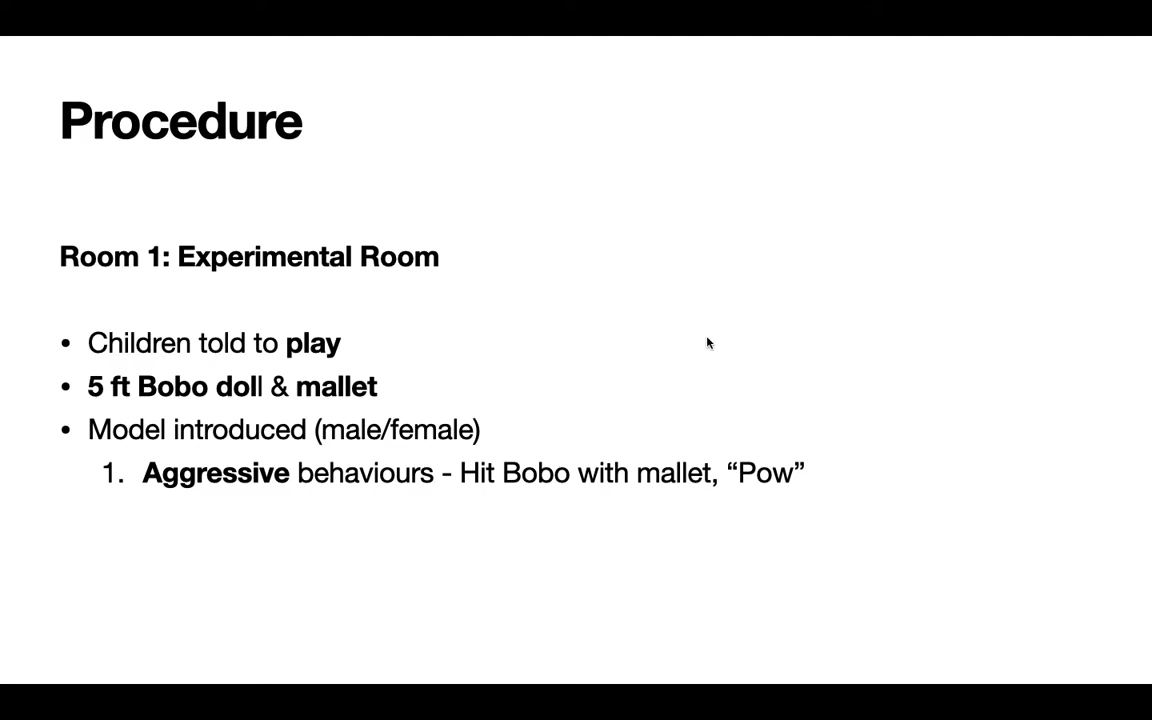 Procedure
Room 1: Experimental Room
• Children told to play
• 5 ft Bobo doll & mallet
• Model introduced (male/female)
1. Aggressive behaviours - Hit Bobo with mallet, “Pow”